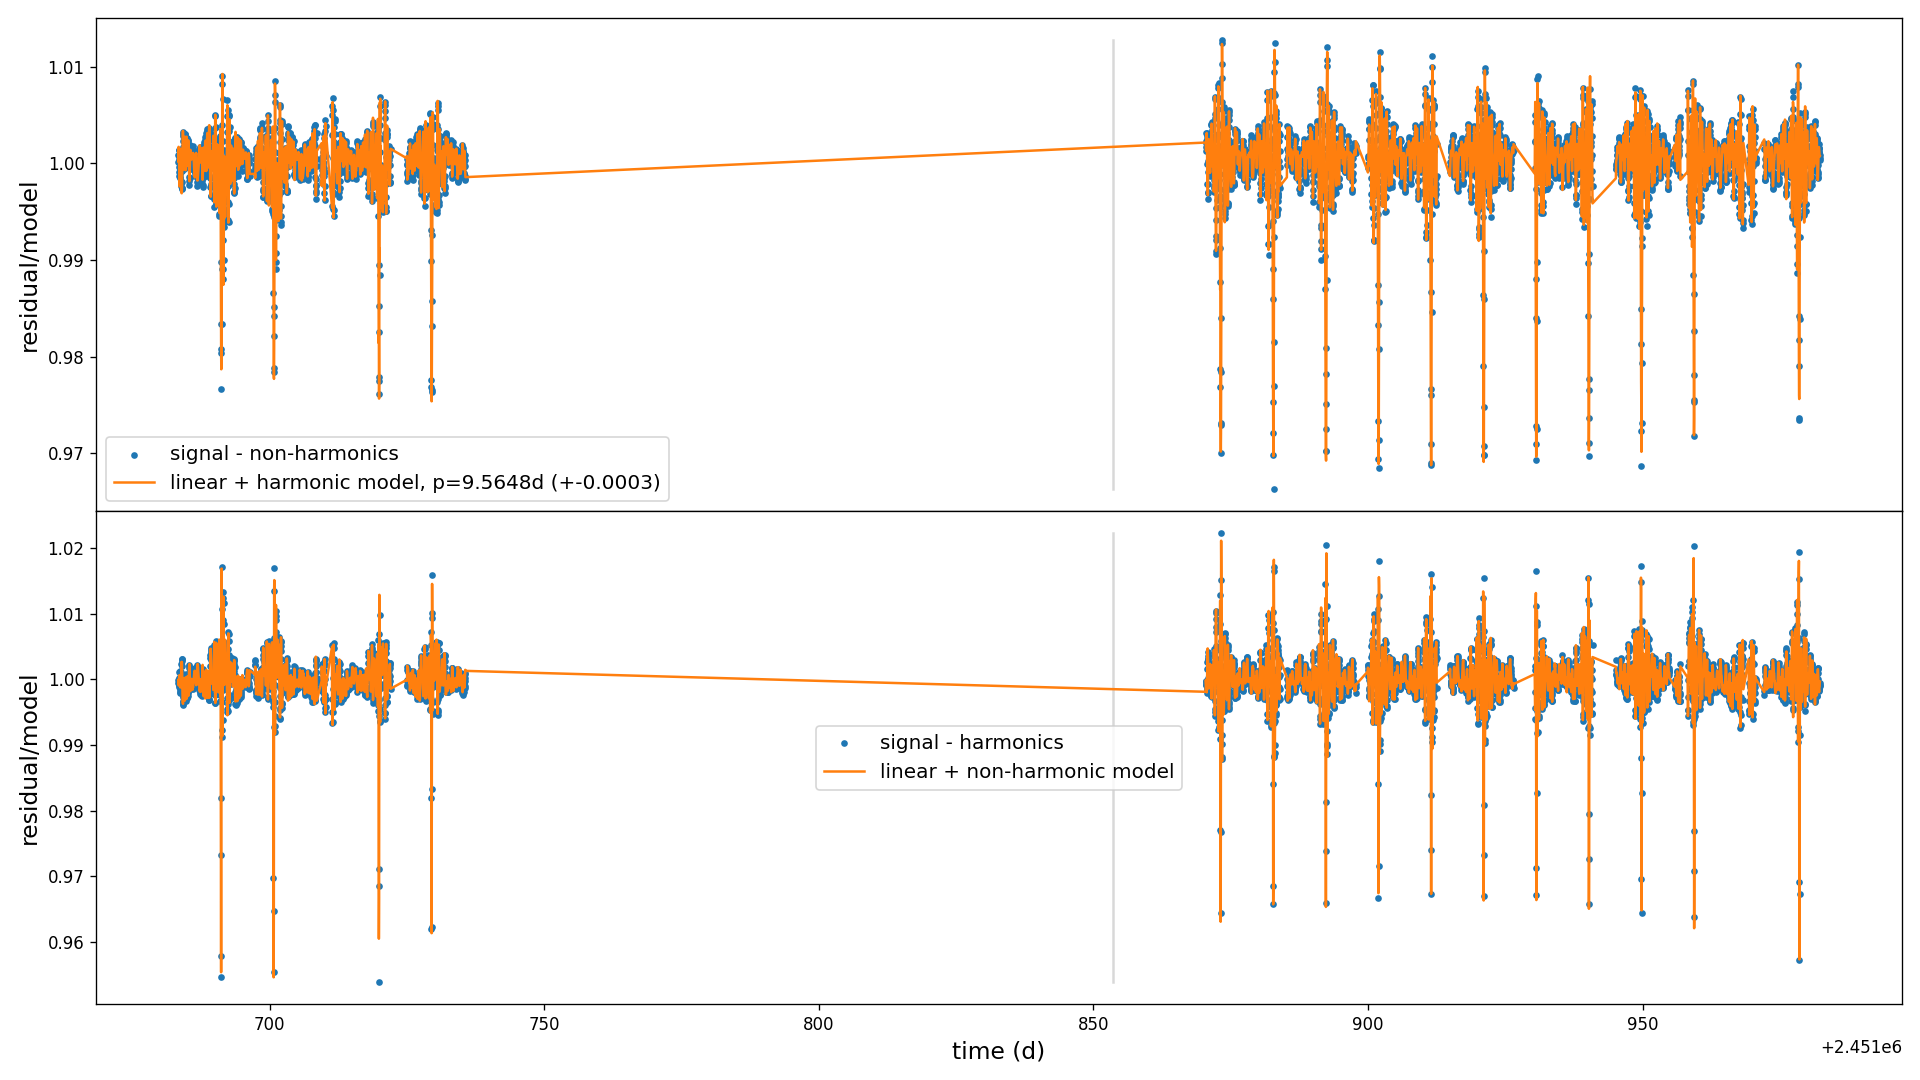 1.01
1.00
0.99
0.98
0.97
residual/model
signal - non-harmonics
linear + harmonic model, p=9.5648d (+-0.0003)
1.02
1.01
1.00
0.99
0.98
0.97
0.96
residual/model
signal - harmonics
linear + non-harmonic model
700 750 800 850 900 950
time (d)
+2.451e6